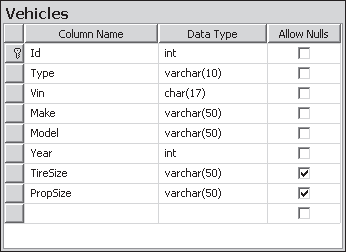 Vehicles
Column Name Data Type Allow Nulls
Id int
Type varchar(10)
Vin char(17)
Make varchar(50)
Model varchar(50)
Year int
TireSize varchar(50)
PropSize varchar(50)